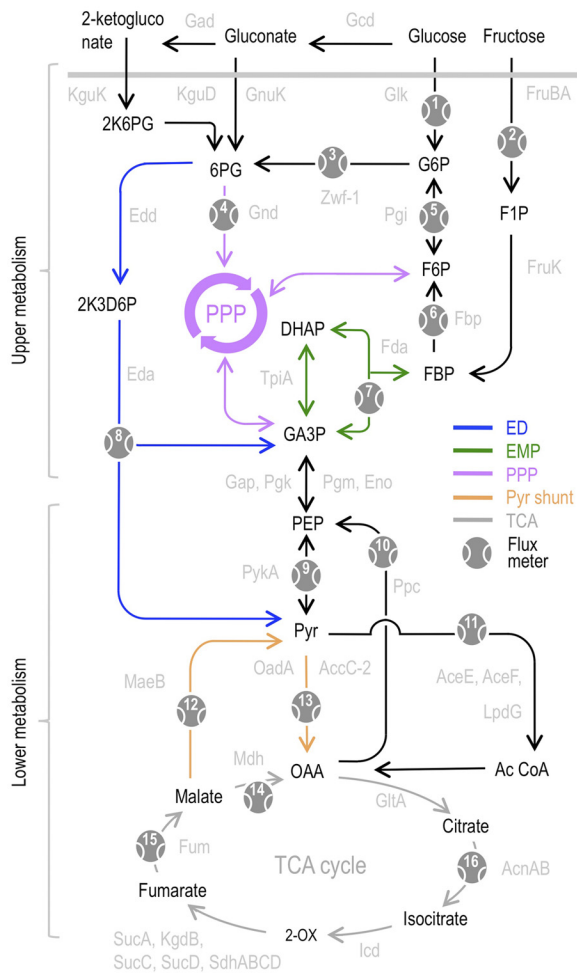 2-ketogluco
nate
Gad
Gluconate
Gcd
Glucose
Fructose
KguK
KguD
GnuK
Glk
1
FruBA
2
2K6PG
3
6PG
G6P
Zwf-1
Edd
4
Gnd
Pgi
5
F1P
FruK
F6P
2K3D6P
PPP
6
Fbp
DHAP
Fda
FBP
Eda
TpiA
7
8
GA3P
Upper metabolism
ED
EMP
PPP
Pyr shunt
TCA
Flux
meter
Gap, Pgk
Pgm, Eno
PEP
10
PykA
9
Ppc
Pyr
11
MaeB
OadA
AccC-2
AceE, AceF,
LpdG
12
13
Lower metabolism
Mdh
OAA
Ac CoA
14
Malate
GltA
Citrate
15
Fum
TCA cycle
16
AcnAB
Fumarate
Isocitrate
2-OX
Icd
SucA, KgdB,
SucC, SucD, SdhABCD